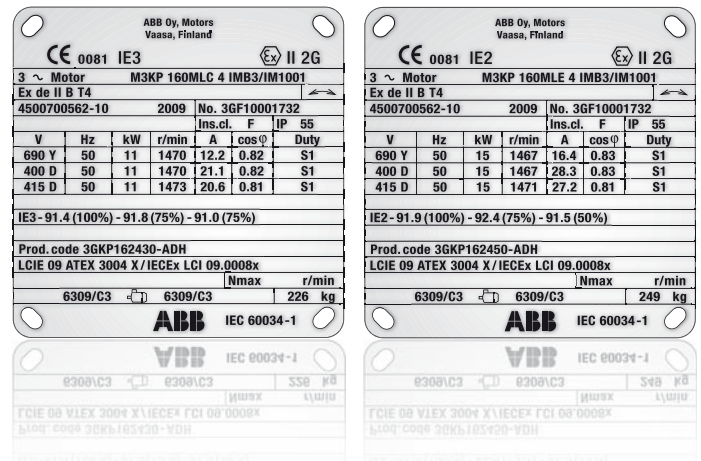 ABB Oy, Motors
Vaasa, Finland
CE 0081 IE3 Ex II 2G
3 ~ Motor M3KP 160MLC 4 IMB3/IM1001
Ex de II B T4
4500700562-10 2009 No. 3GF10001732
Ins.cl. F IP 55
V Hz kW r/min A cosφ Duty
690 Y 50 11 1470 12.2 0.82 S1
400 D 50 11 1470 21.1 0.82 S1
415 D 50 11 1473 20.6 0.81 S1
IE3 - 91.4 (100%) - 91.8 (75%) - 91.0 (75%)
Prod. code 3GKP162430-ADH
LCIE 09 ATEX 3004 X / IECEx LCI 09.0008x
Nmax r/min
6309/C3 6309/C3 226 kg
ABB IEC 60034-1
ABB Oy, Motors
Vaasa, Finland
CE 0081 IE2 Ex II 2G
3 ~ Motor M3KP 160MLE 4 IMB3/IM1001
Ex de II B T4
4500700562-10 2009 No. 3GF10001732
Ins.cl. F IP 55
V Hz kW r/min A cosφ Duty
690 Y 50 15 1467 16.4 0.83 S1
400 D 50 15 1467 28.3 0.83 S1
415 D 50 15 1471 27.2 0.81 S1
IE2 - 91.9 (100%) - 92.4 (75%) - 91.5 (50%)
Prod. code 3GKP162450-ADH
LCIE 09 ATEX 3004 X / IECEx LCI 09.0008x
Nmax r/min
6309/C3 6309/C3 249 kg
ABB IEC 60034-1